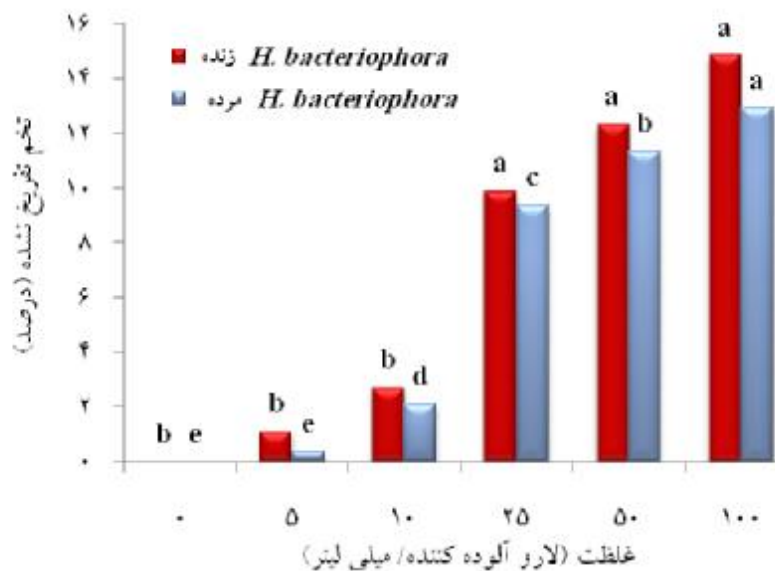 ۱۶
۱۴
۱۲
۱۰
۸
۶
۴
۲
۰
تخم تفریخ نشده (درصد)
زنده H. bacteriophora
مرده H. bacteriophora
b e
b e
b d
a c
a b
a a
۰ ۵ ۱۰ ۲۵ ۵۰ ۱۰۰
غلظت (لارو آلوده کننده/ میلی لیتر)